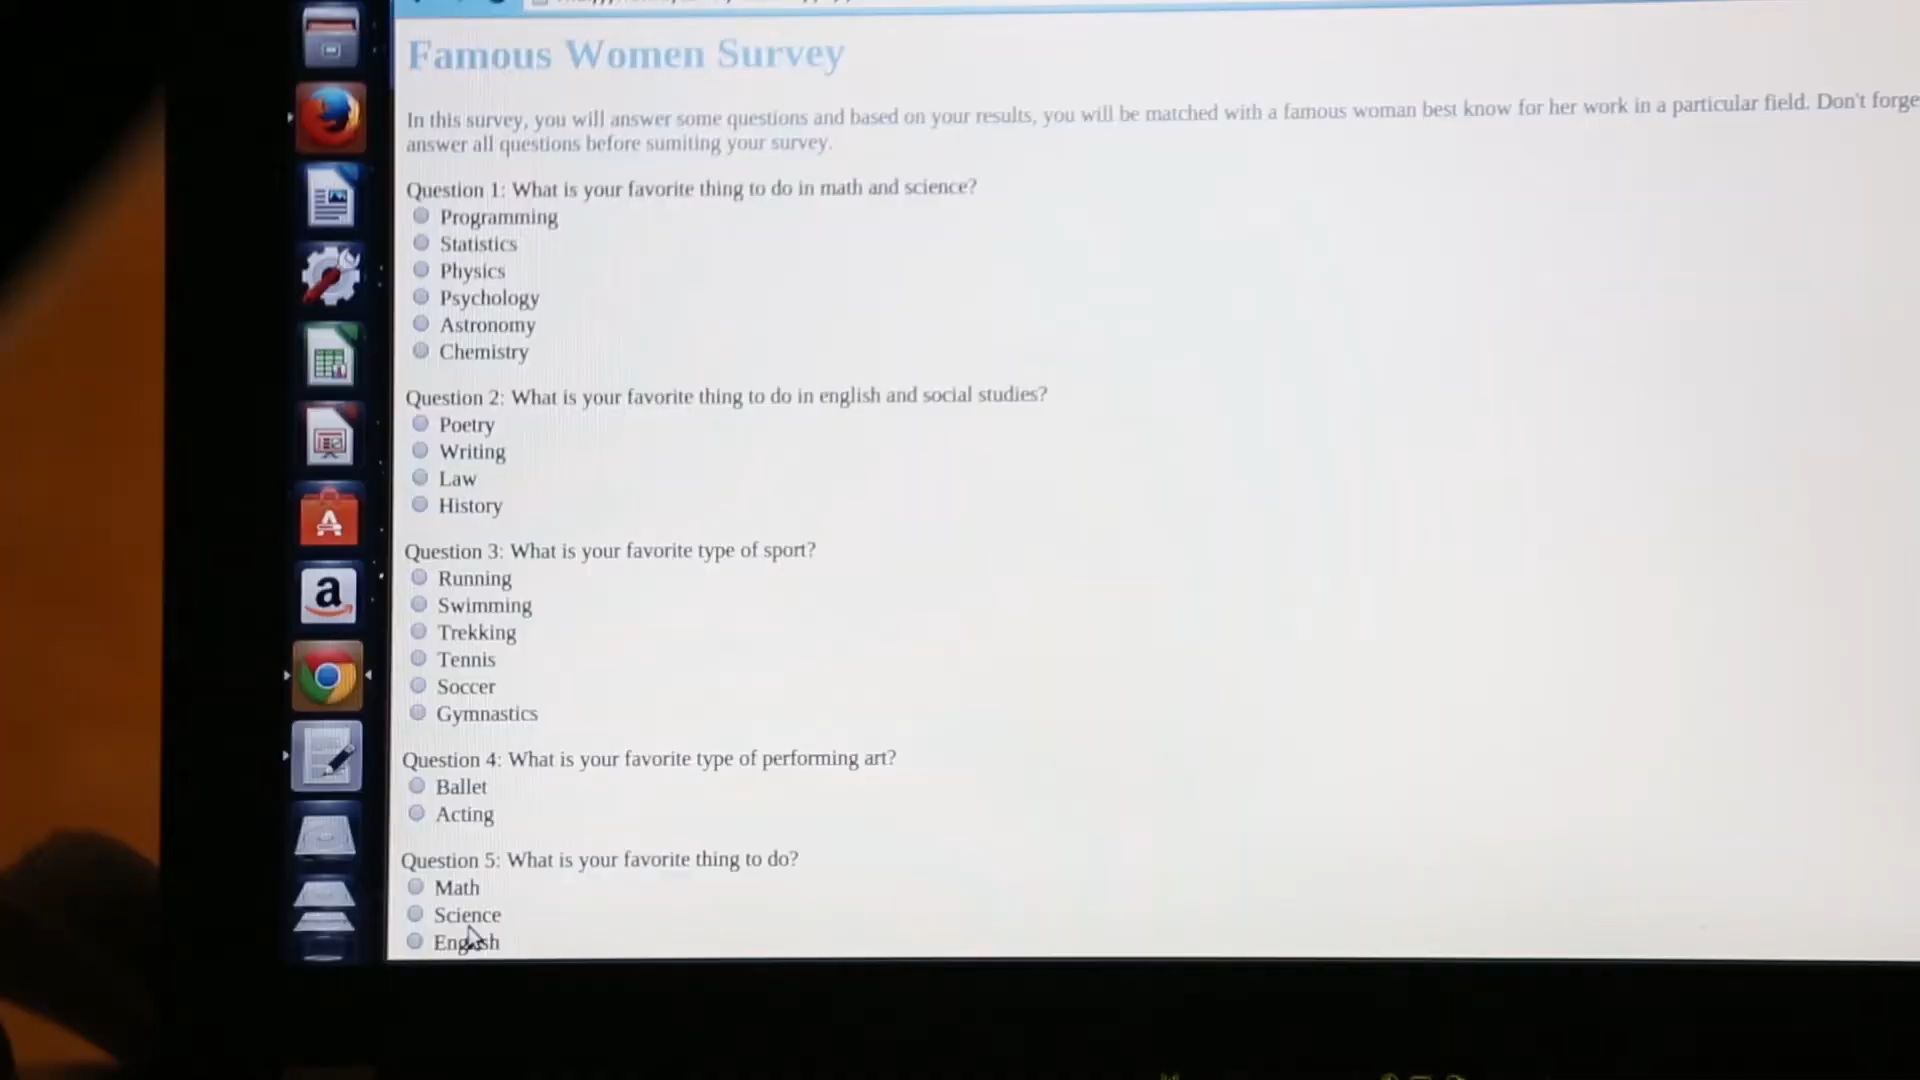 Famous Women Survey
In this survey, you will answer some questions and based on your results, you will be matched with a famous woman best know for her work in a particular field. Don't forge
answer all questions before sumiting your survey.
Question 1: What is your favorite thing to do in math and science?
Programming
Statistics
Physics
Psychology
Astronomy
Chemistry
Question 2: What is your favorite thing to do in english and social studies?
Poetry
Writing
Law
History
Question 3: What is your favorite type of sport?
Running
Swimming
Trekking
Tennis
Soccer
Gymnastics
Question 4: What is your favorite type of performing art?
Ballet
Acting
Question 5: What is your favorite thing to do?
Math
Science
English